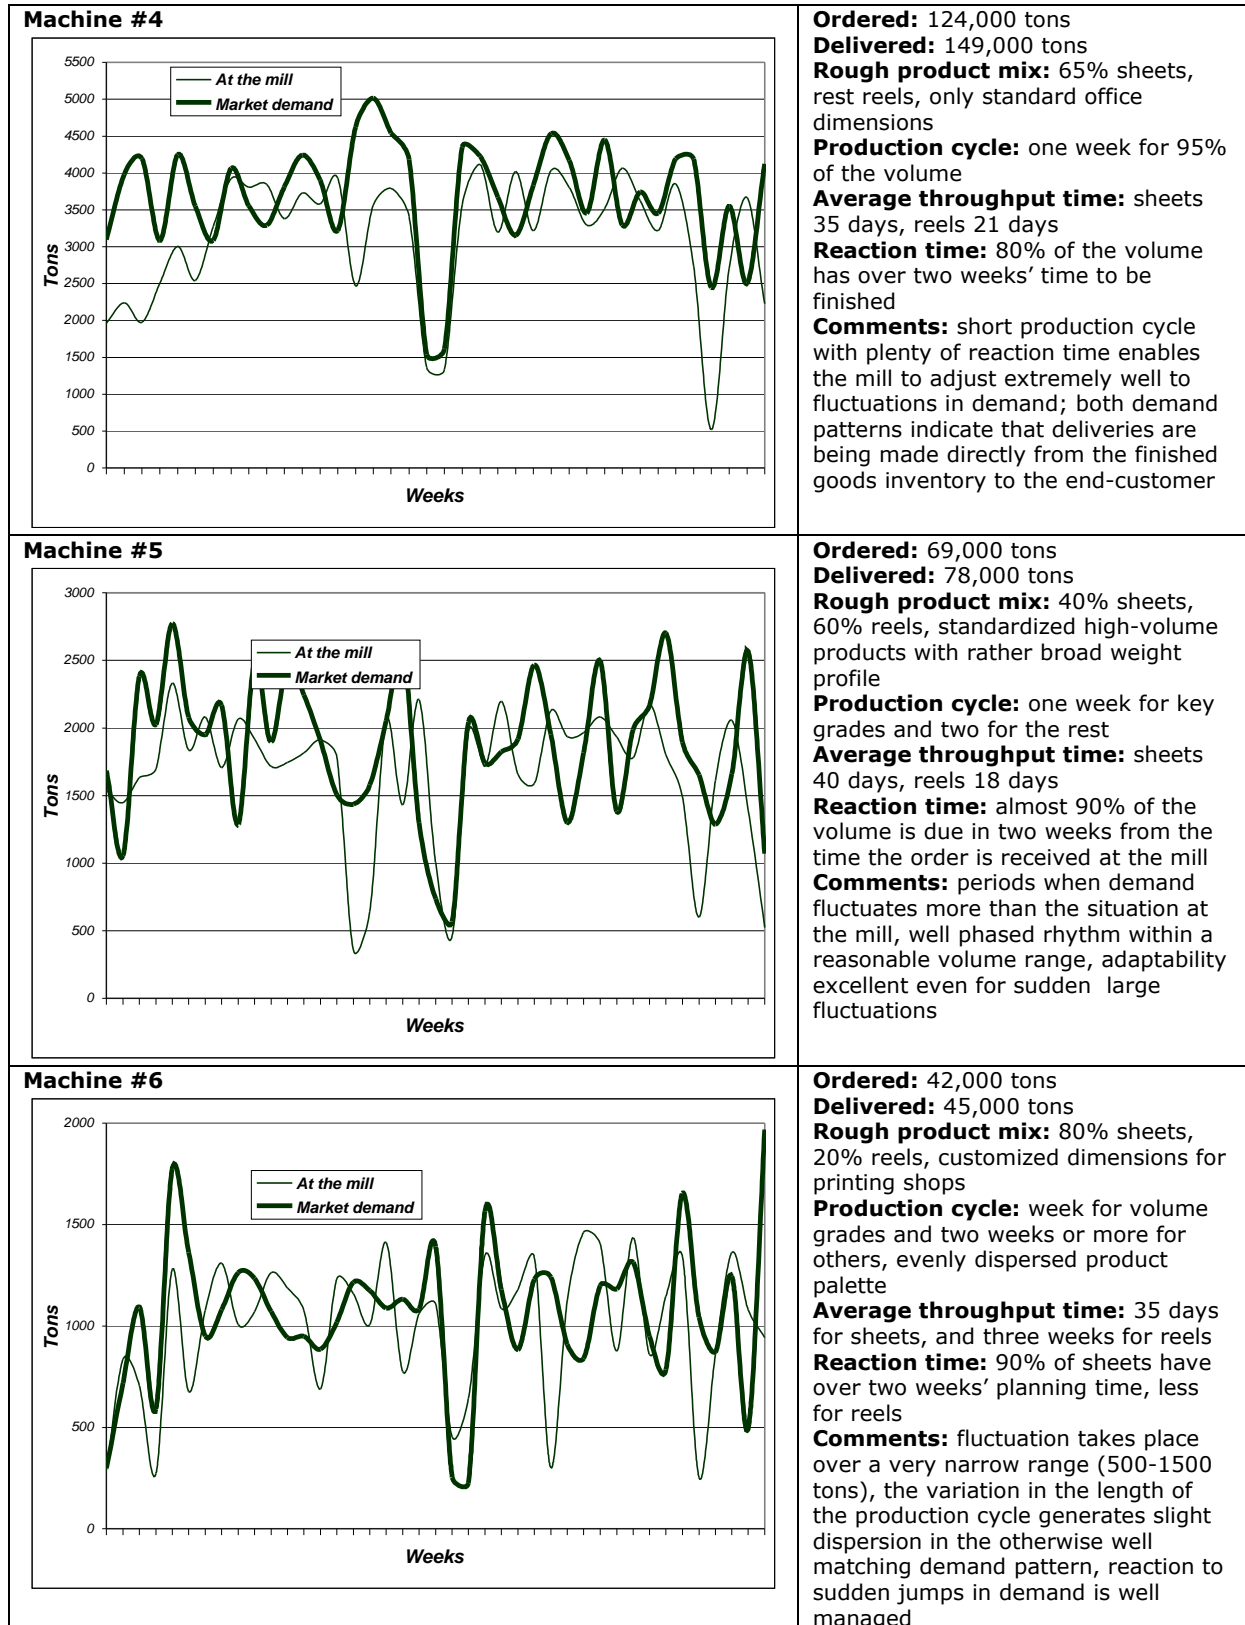 Machine #4
5500
5000
4500
4000
3500
3000
2500
2000
1500
1000
500
0
Tons
At the mill
Market demand
Weeks
Ordered: 124,000 tons
Delivered: 149,000 tons
Rough product mix: 65% sheets,
rest reels, only standard office
dimensions
Production cycle: one week for 95%
of the volume
Average throughput time: sheets
35 days, reels 21 days
Reaction time: 80% of the volume
has over two weeks’ time to be
finished
Comments: short production cycle
with plenty of reaction time enables
the mill to adjust extremely well to
fluctuations in demand; both demand
patterns indicate that deliveries are
being made directly from the finished
goods inventory to the end-customer
Machine #5
3000
2500
2000
1500
1000
500
0
Tons
At the mill
Market demand
Weeks
Ordered: 69,000 tons
Delivered: 78,000 tons
Rough product mix: 40% sheets,
60% reels, standardized high-volume
products with rather broad weight
profile
Production cycle: one week for key
grades and two for the rest
Average throughput time: sheets
40 days, reels 18 days
Reaction time: almost 90% of the
volume is due in two weeks from the
time the order is received at the mill
Comments: periods when demand
fluctuates more than the situation at
the mill, well phased rhythm within a
reasonable volume range, adaptability
excellent even for sudden large
fluctuations
Machine #6
2000
1500
1000
500
0
Tons
At the mill
Market demand
Weeks
Ordered: 42,000 tons
Delivered: 45,000 tons
Rough product mix: 80% sheets,
20% reels, customized dimensions for
printing shops
Production cycle: week for volume
grades and two weeks or more for
others, evenly dispersed product
palette
Average throughput time: 35 days
for sheets, and three weeks for reels
Reaction time: 90% of sheets have
over two weeks’ planning time, less
for reels
Comments: fluctuation takes place
over a very narrow range (500-1500
tons), the variation in the length of
the production cycle generates slight
dispersion in the otherwise well
matching demand pattern, reaction to
sudden jumps in demand is well
managed